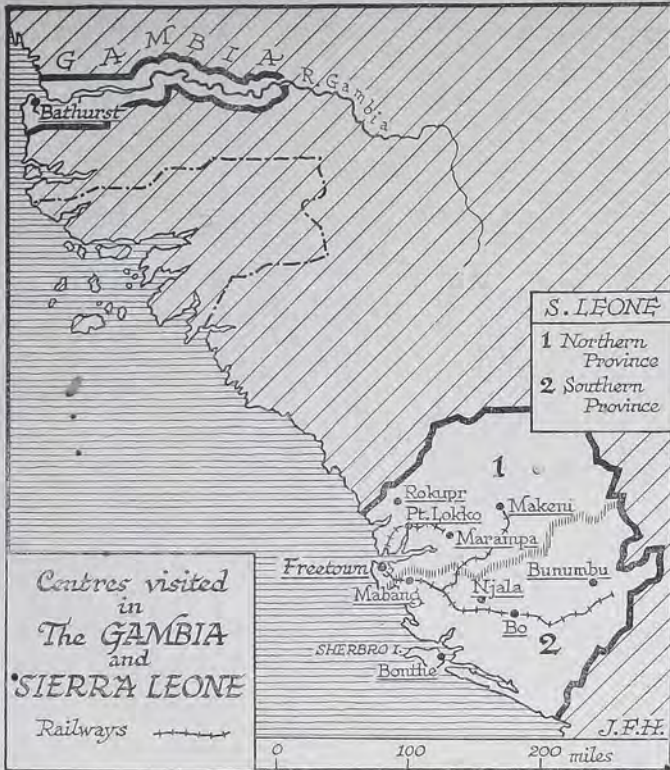 GAMBIA
R. Gambia
Bathurst
S. LEONE
1 Northern
Province
2 Southern
Province
1
Rokupr
Pt. Lokko
Makeni
Marampa
Freetown
Mabang
Njala
Bunumbu
Bo
2
SHERBRO I.
Bonthe
Centres visited
in
The GAMBIA
and
SIERRA LEONE
Railways
J.F.H.
0 100 200 miles